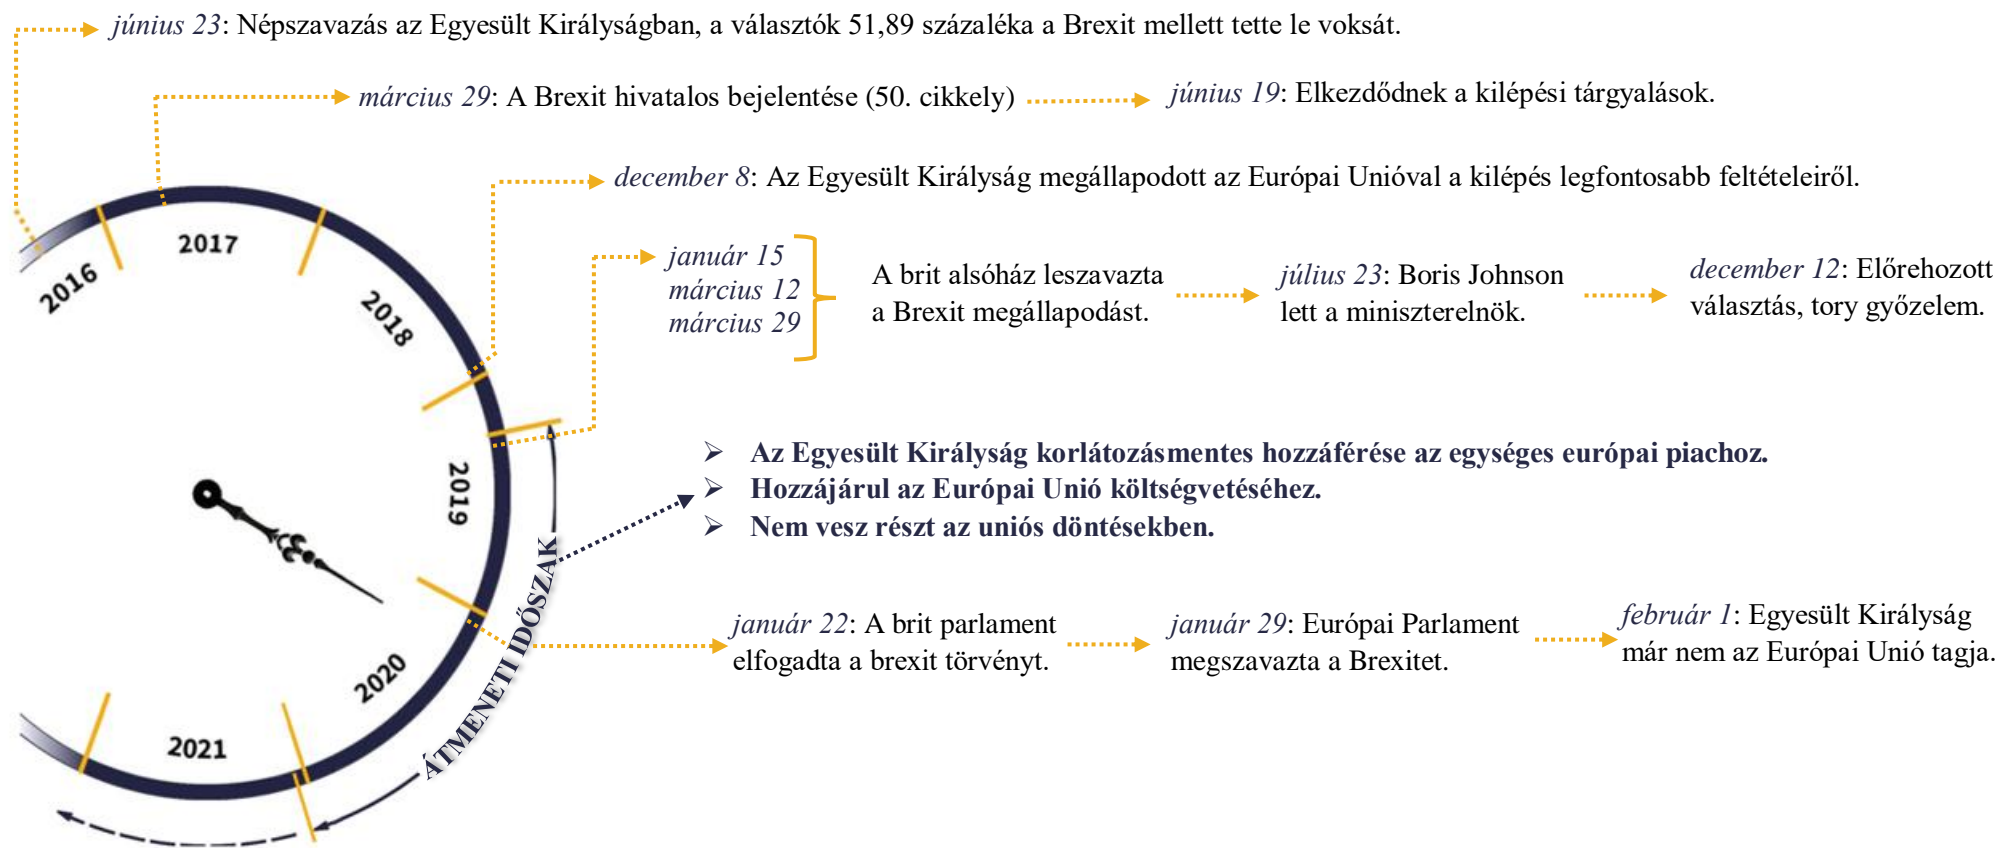 június 23: Népszavazás az Egyesült Királyságban, a választók 51,89 százaléka a Brexit mellett tette le voksát.
március 29: A Brexit hivatalos bejelentése (50. cikkely)
június 19: Elkezdődnek a kilépési tárgyalások.
december 8: Az Egyesült Királyság megállapodott az Európai Unióval a kilépés legfontosabb feltételeiről.
január 15
március 12
március 29
A brit alsóház leszavazta
a Brexit megállapodást.
július 23: Boris Johnson
lett a miniszterelnök.
december 12: Előrehozott
választás, tory győzelem.
2016
2017
2018
2019
2020
2021
ÁTMENETI IDŐSZAK
➢ Az Egyesült Királyság korlátozásmentes hozzáférése az egységes európai piachoz.
➢ Hozzájárul az Európai Unió költségvetéséhez.
➢ Nem vesz részt az uniós döntésekben.
január 22: A brit parlament
elfogadta a brexit törvényt.
január 29: Európai Parlament
megszavazta a Brexitet.
február 1: Egyesült Királyság
már nem az Európai Unió tagja.